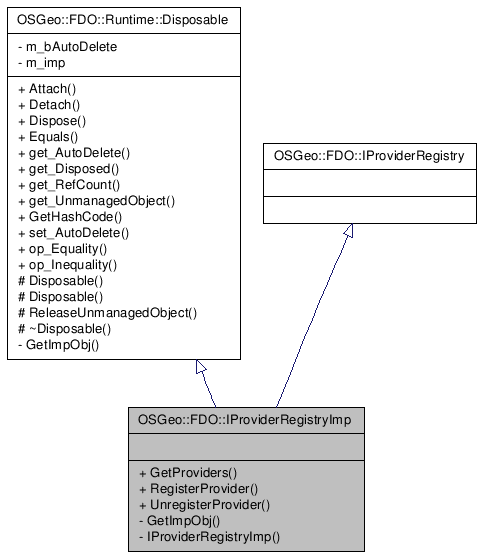 OSGeo::FDO::Runtime::Disposable
- m_bAutoDelete
- m_imp
+ Attach()
+ Detach()
+ Dispose()
+ Equals()
+ get_AutoDelete()
+ get_Disposed()
+ get_RefCount()
+ get_UnmanagedObject()
+ GetHashCode()
+ set_AutoDelete()
+ op_Equality()
+ op_Inequality()
# Disposable()
# Disposable()
# ReleaseUnmanagedObject()
# ~Disposable()
- GetImpObj()
OSGeo::FDO::IProviderRegistry
OSGeo::FDO::IProviderRegistryImp
+ GetProviders()
+ RegisterProvider()
+ UnregisterProvider()
- GetImpObj()
- IProviderRegistryImp()